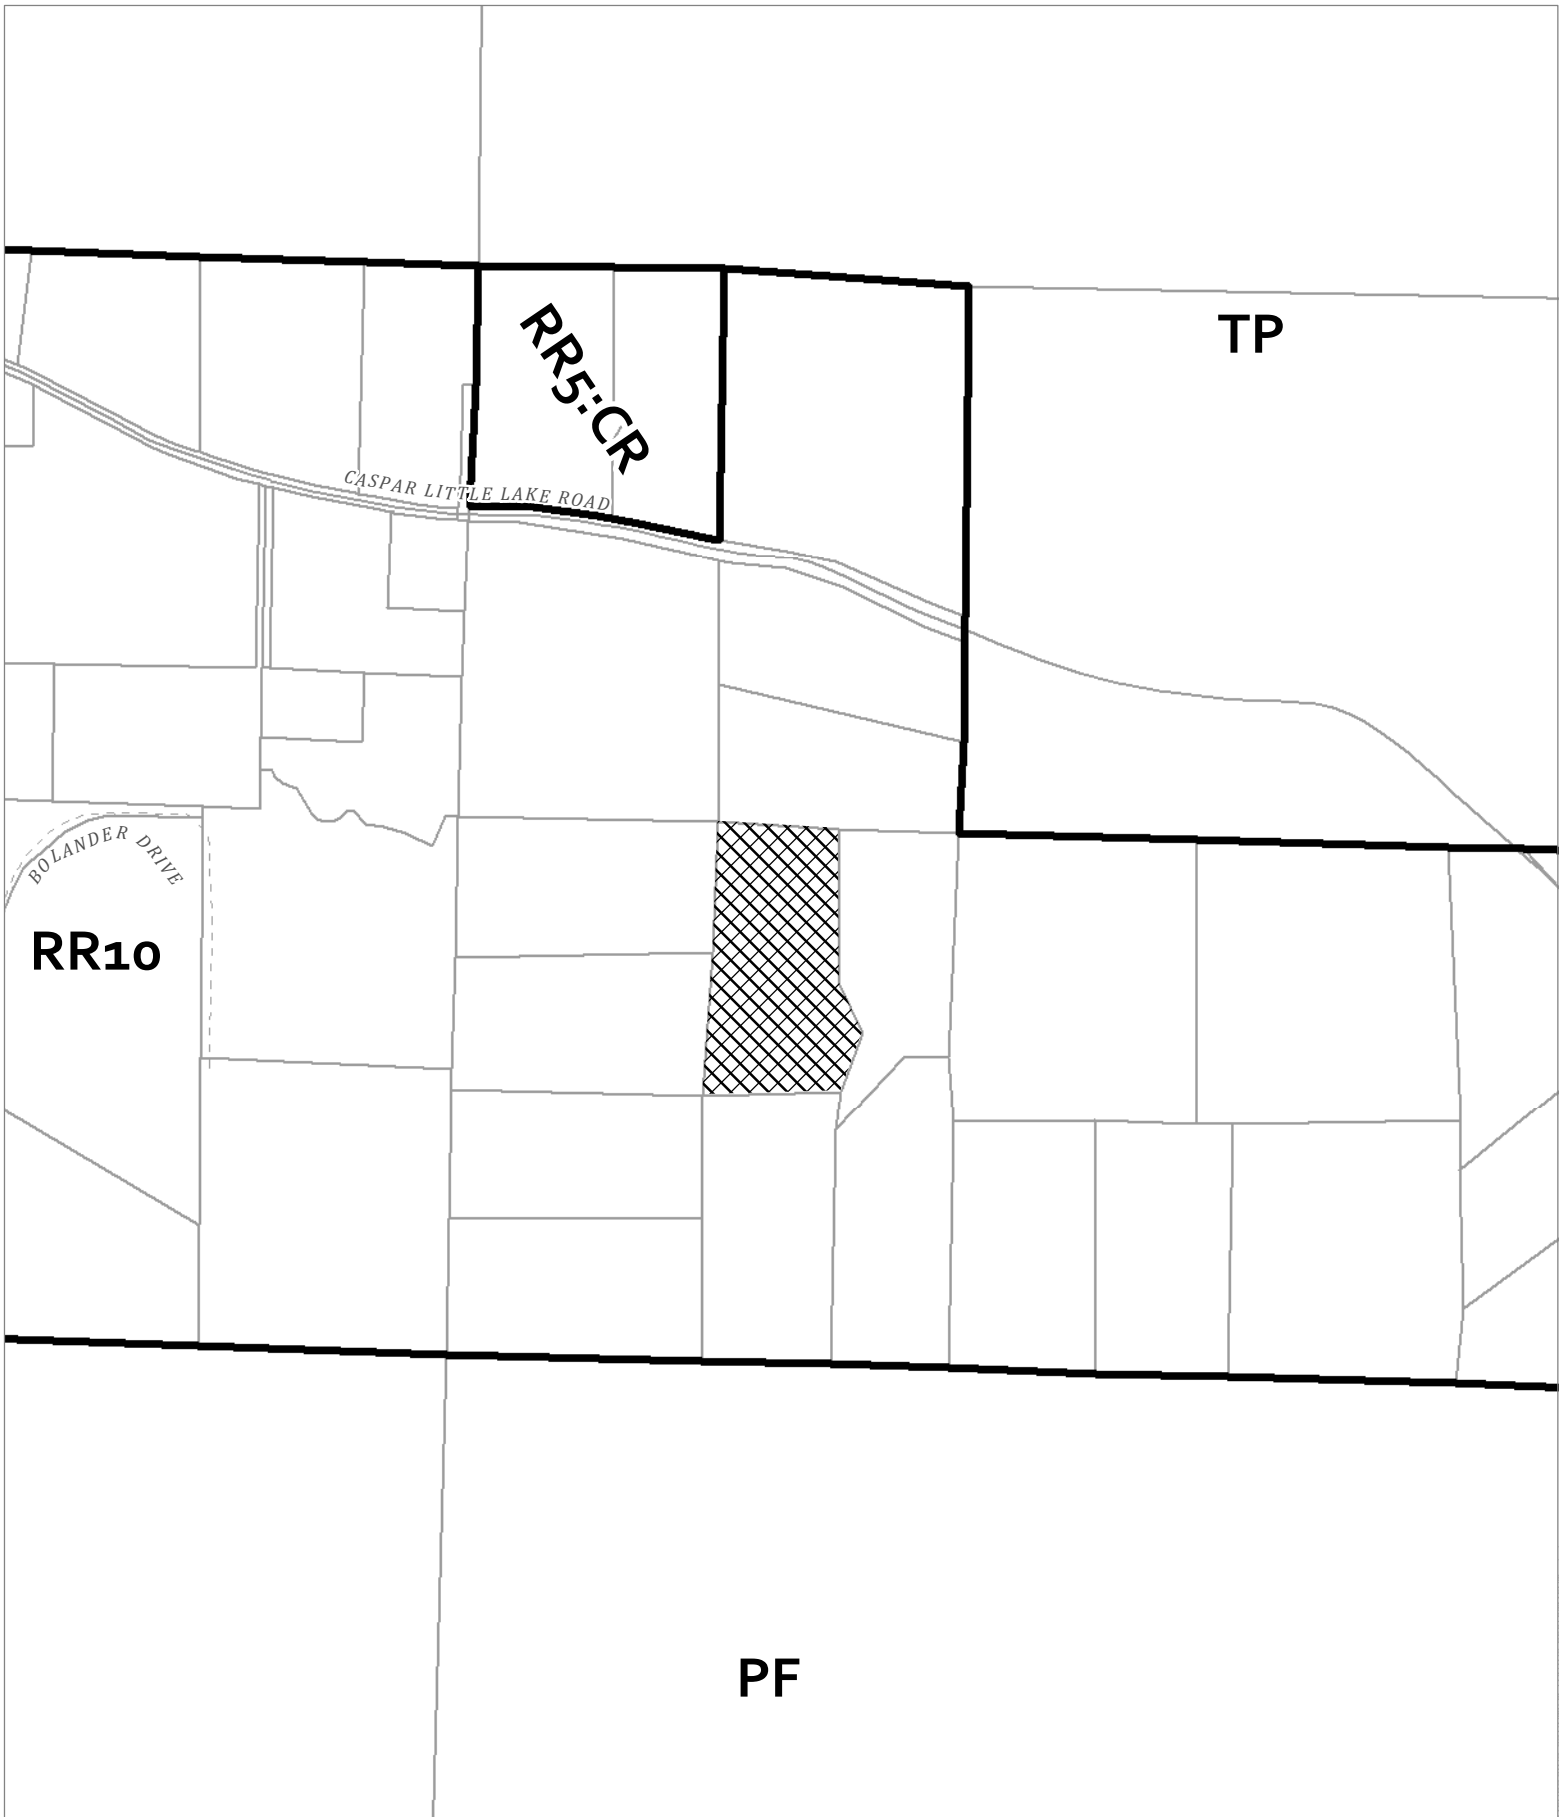 TP
RR5:CR
CASPAR LITTLE LAKE ROAD
BOLANDER DRIVE
RR10
PF